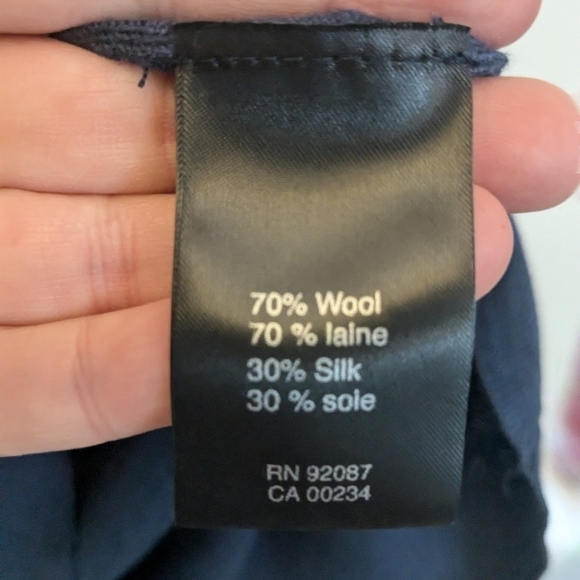 70% Wool
70 % laine
30% Silk
30 % soie
RN 92087
CA 00234